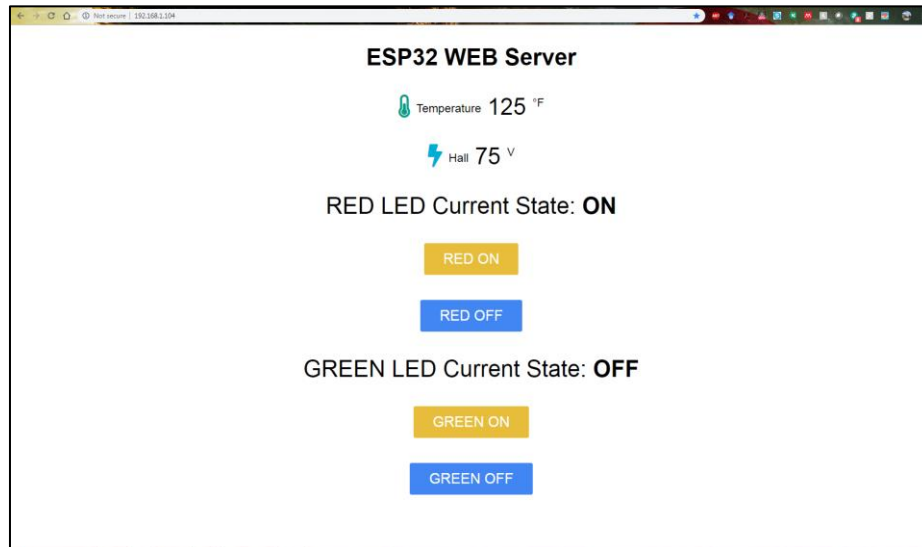 Not secure | 192.168.1.104
ESP32 WEB Server
Temperature 125 °F
Hall 75 V
RED LED Current State: ON
RED ON
RED OFF
GREEN LED Current State: OFF
GREEN ON
GREEN OFF